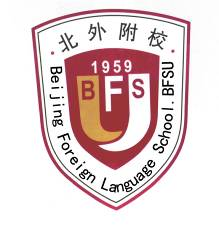 ·北外附校·
1959
BFS
Beijing Foreign Language School.BFSU